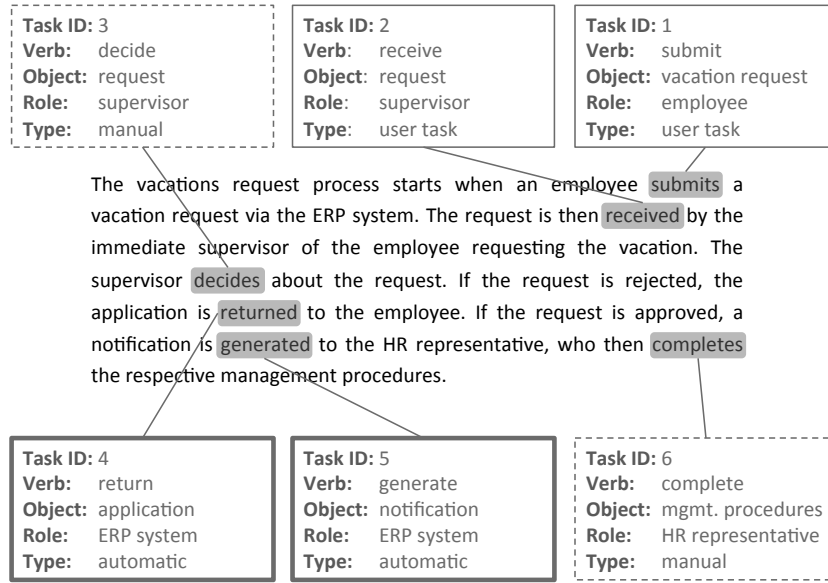 Task ID: 3
Verb: decide
Object: request
Role: supervisor
Type: manual
Task ID: 2
Verb: receive
Object: request
Role: supervisor
Type: user task
Task ID: 1
Verb: submit
Object: vacation request
Role: employee
Type: user task
The vacations request process starts when an employee submits a
vacation request via the ERP system. The request is then received by the
immediate supervisor of the employee requesting the vacation. The
supervisor decides about the request. If the request is rejected, the
application is returned to the employee. If the request is approved, a
notification is generated to the HR representative, who then completes
the respective management procedures.
Task ID: 4
Verb: return
Object: application
Role: ERP system
Type: automatic
Task ID: 5
Verb: generate
Object: notification
Role: ERP system
Type: automatic
Task ID: 6
Verb: complete
Object: mgmt. procedures
Role: HR representative
Type: manual